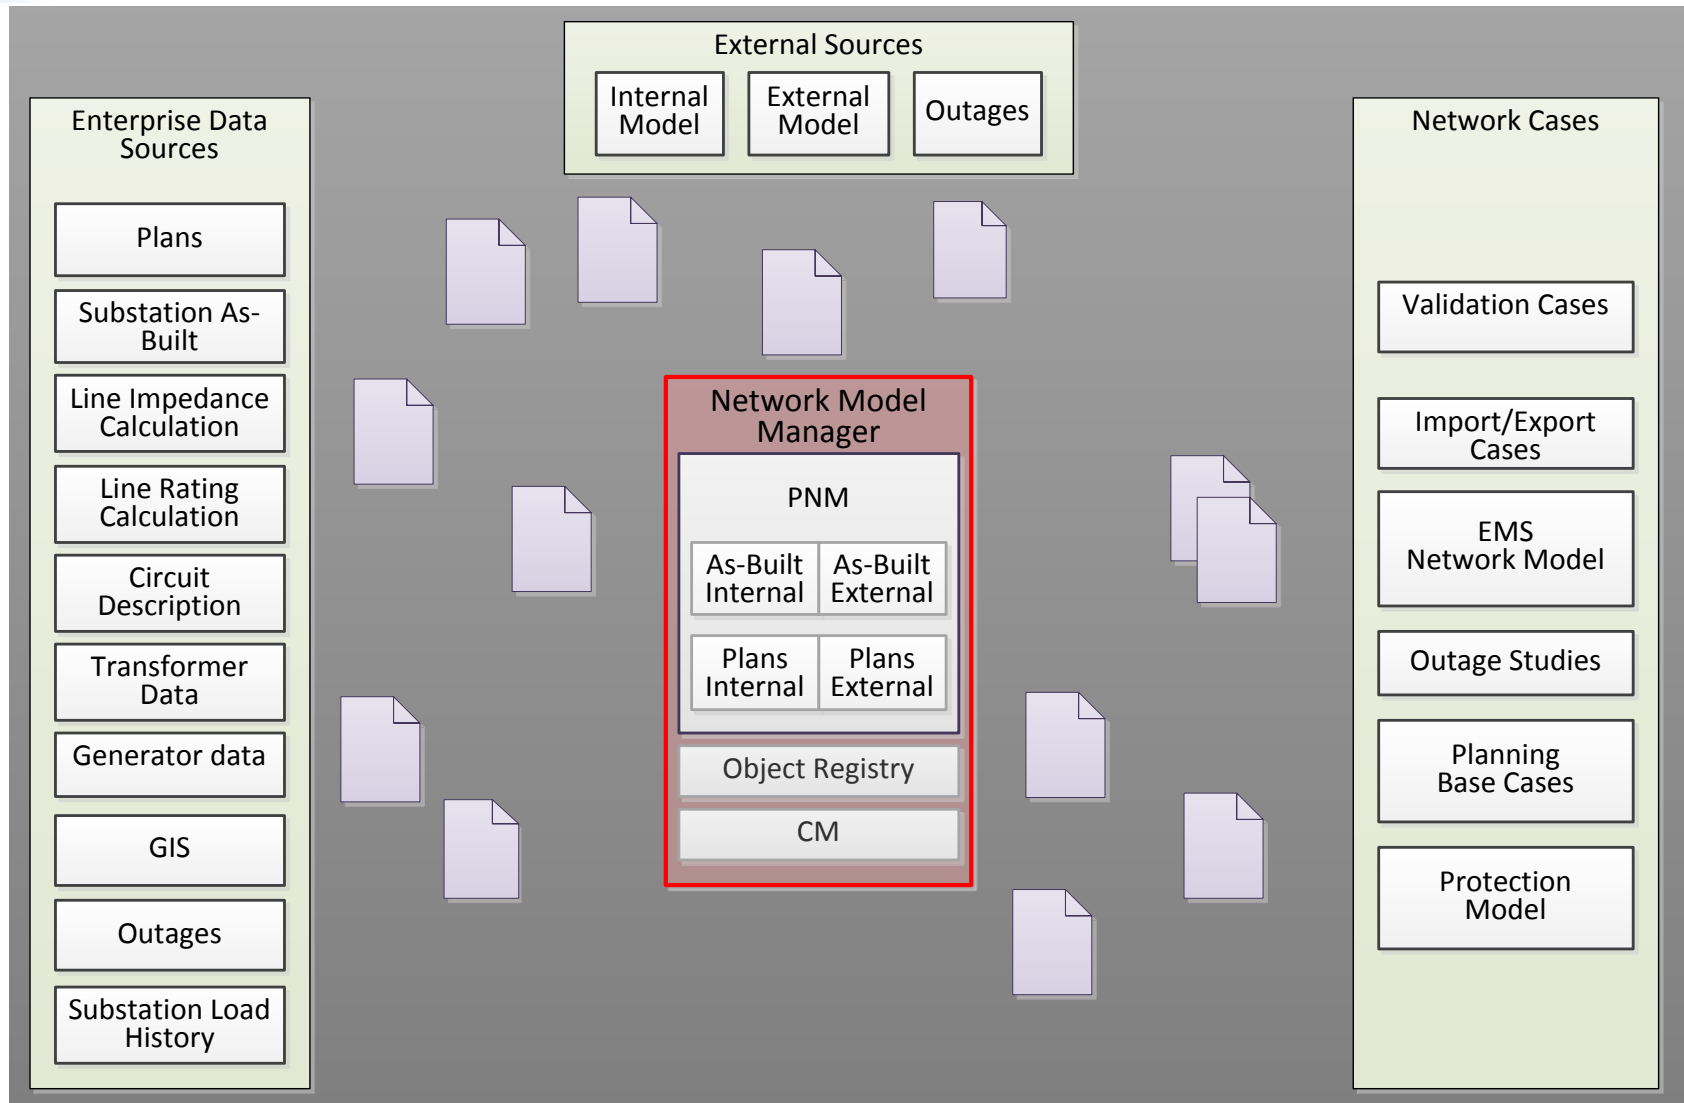 External Sources
Internal
Model
External
Model
Outages
Enterprise Data
Sources
Plans
Substation As-
Built
Line Impedance
Calculation
Line Rating
Calculation
Circuit
Description
Transformer
Data
Generator data
GIS
Outages
Substation Load
History
Network Model
Manager
PNM
As-Built
Internal
As-Built
External
Plans
Internal
Plans
External
Object Registry
CM
Network Cases
Validation Cases
Import/Export
Cases
EMS
Network Model
Outage Studies
Planning
Base Cases
Protection
Model